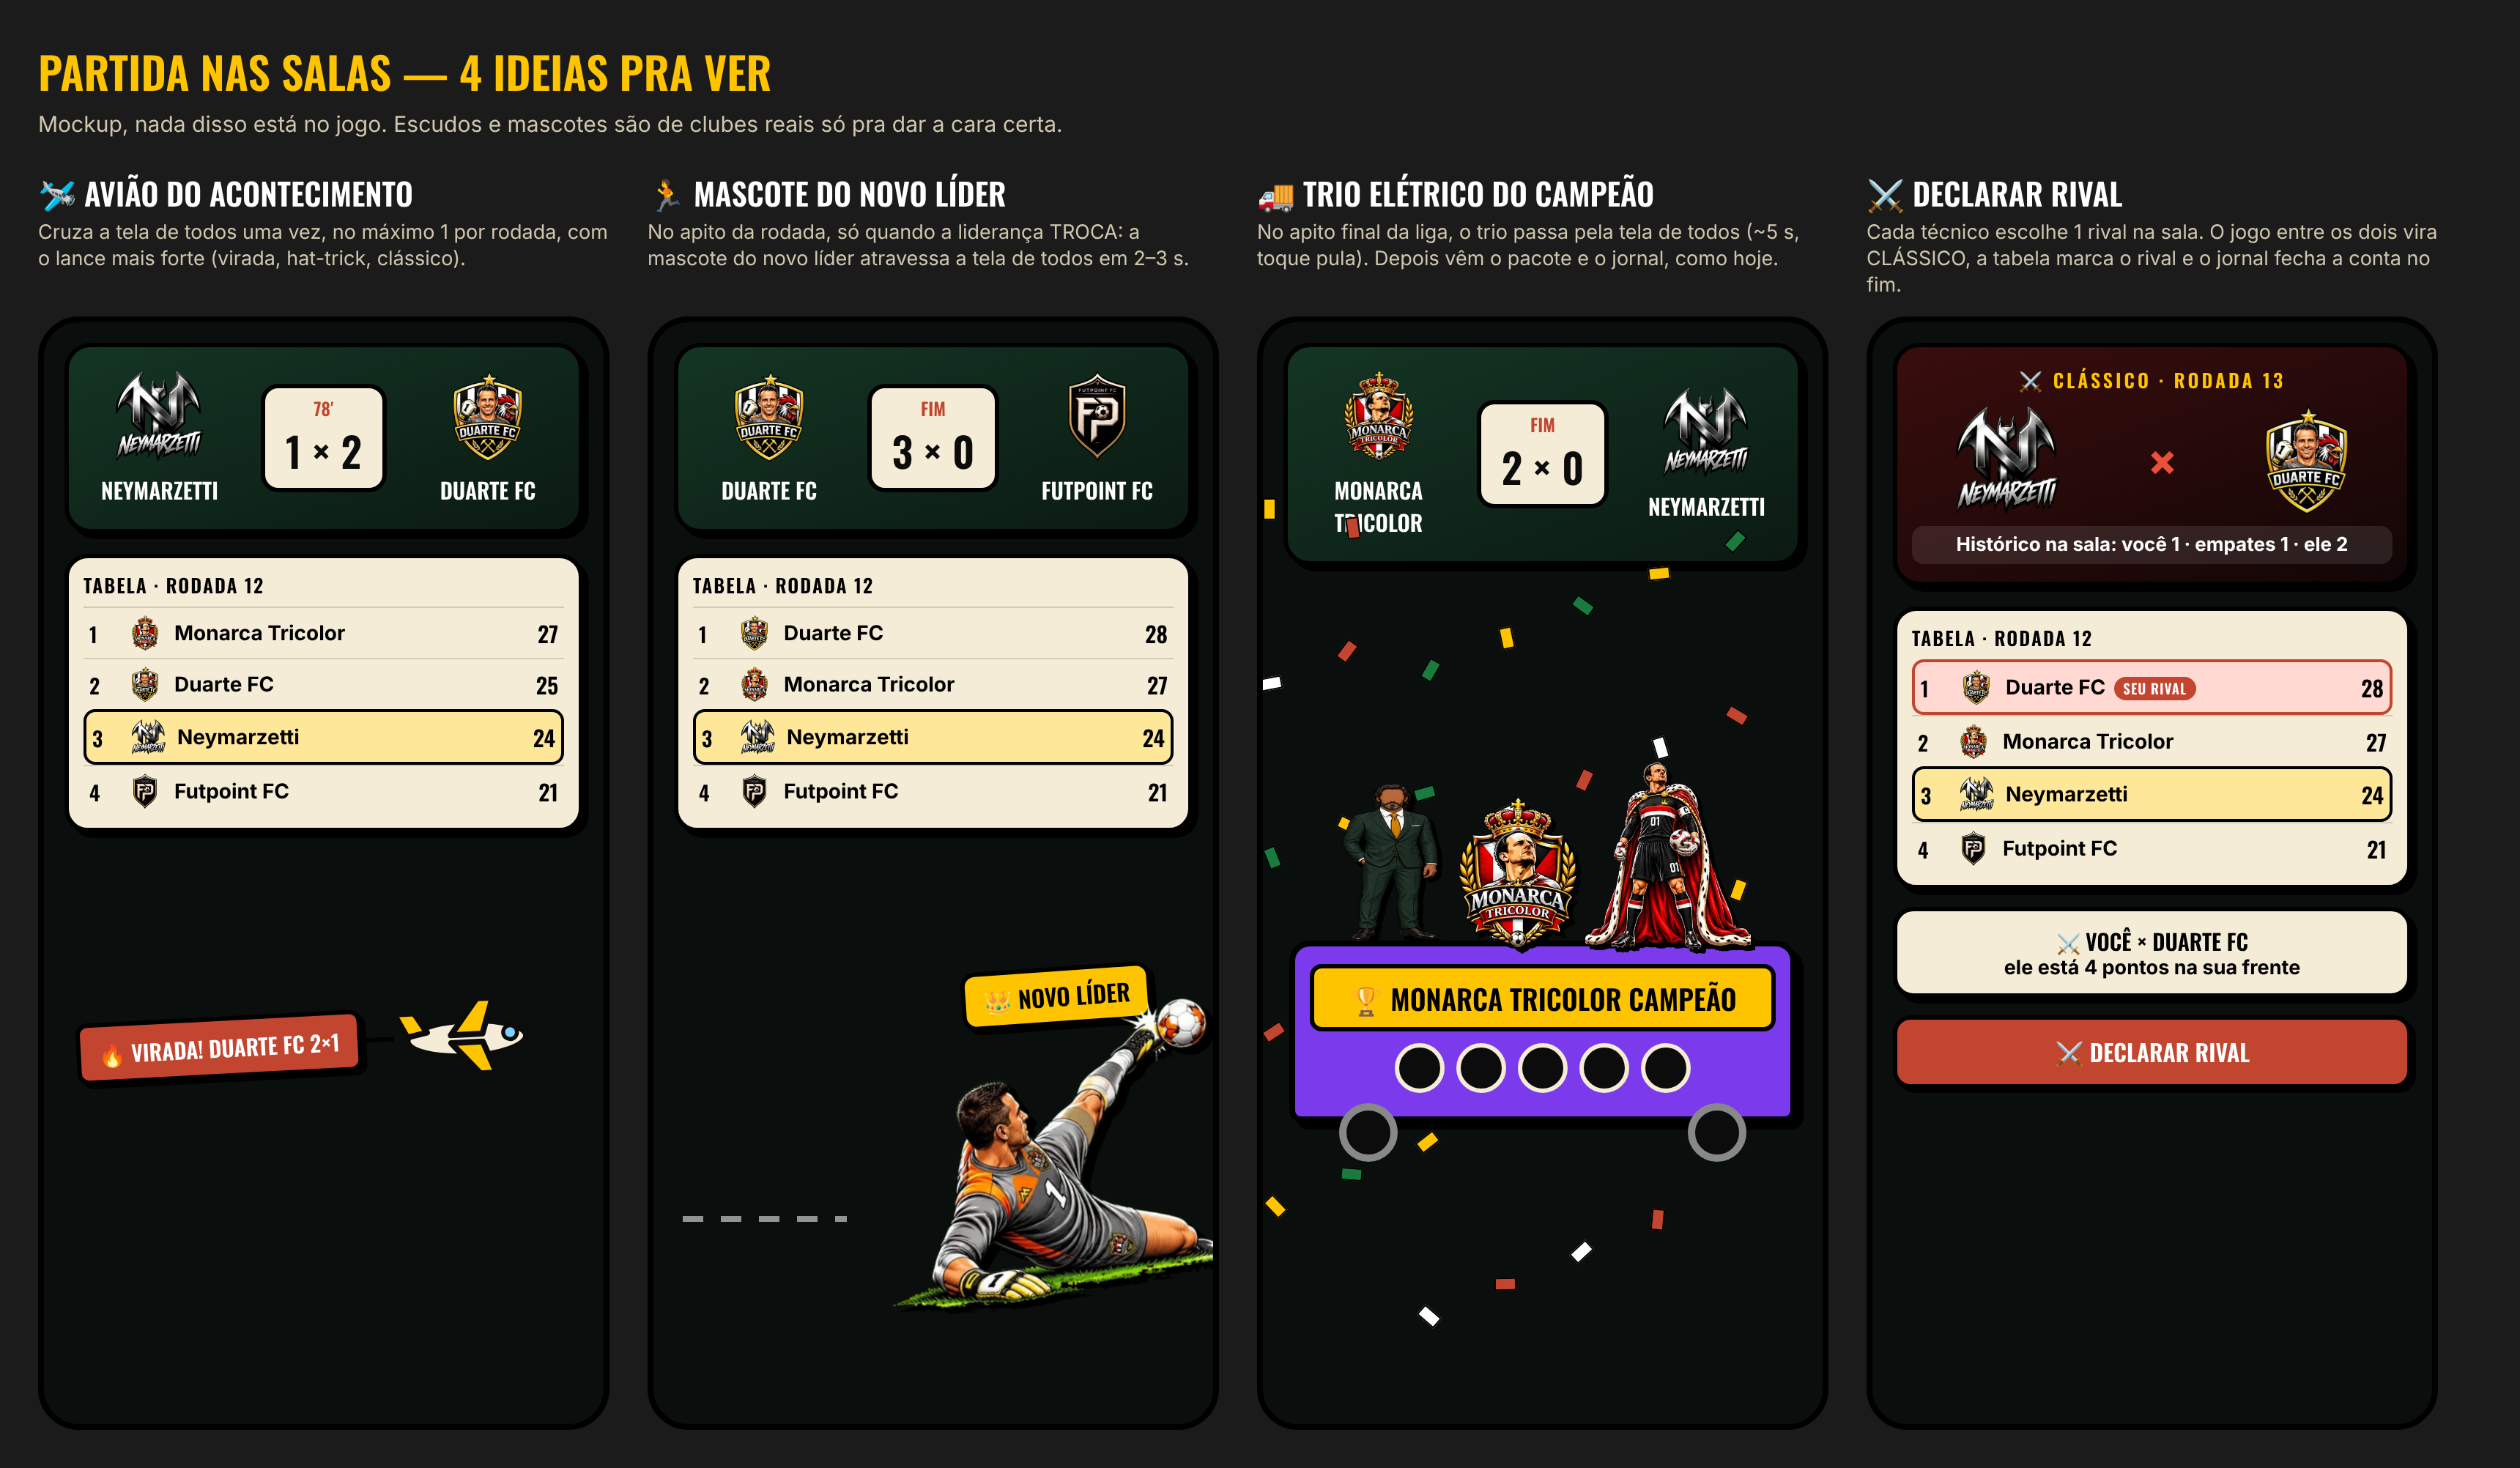 PARTIDA NAS SALAS — 4 IDEIAS PRA VER
Mockup, nada disso está no jogo. Escudos e mascotes são de clubes reais só pra dar a cara certa.
AVIÃO DO ACONTECIMENTO
Cruza a tela de todos uma vez, no máximo 1 por rodada, com
o lance mais forte (virada, hat-trick, clássico).
NEYMARZETTI
78'
1 × 2
DUARTE FC
NEYMARZETTI
DUARTE FC
TABELA · RODADA 12
1 Monarca Tricolor 27
2 Duarte FC 25
3 Neymarzetti 24
4 Futpoint FC 21
🔥 VIRADA! DUARTE FC 2×1
MASCOTE DO NOVO LÍDER
No apito da rodada, só quando a liderança TROCA: a
mascote do novo líder atravessa a tela de todos em 2–3 s.
DUARTE FC
FIM
3 × 0
FUTPOINT FC
FP
DUARTE FC
FUTPOINT FC
TABELA · RODADA 12
1 Duarte FC 28
2 Monarca Tricolor 27
3 Neymarzetti 24
4 Futpoint FC 21
👑 NOVO LÍDER
1
TRIO ELÉTRICO DO CAMPEÃO
No apito final da liga, o trio passa pela tela de todos (~5 s,
toque pula). Depois vêm o pacote e o jornal, como hoje.
MONARCA
TRICOLOR
FIM
2 × 0
NEYMARZETTI
MONARCA
TRICOLOR
NEYMARZETTI
01
01
MONARCA
TRICOLOR
🏆 MONARCA TRICOLOR CAMPEÃO
⚔️ DECLARAR RIVAL
Cada técnico escolhe 1 rival na sala. O jogo entre os dois vira
CLÁSSICO, a tabela marca o rival e o jornal fecha a conta no
fim.
⚔️ CLÁSSICO · RODADA 13
NEYMARZETTI
×
DUARTE FC
Histórico na sala: você 1 · empates 1 · ele 2
TABELA · RODADA 12
1 Duarte FC SEU RIVAL 28
2 Monarca Tricolor 27
3 Neymarzetti 24
4 Futpoint FC 21
⚔️ VOCÊ × DUARTE FC
ele está 4 pontos na sua frente
⚔️ DECLARAR RIVAL